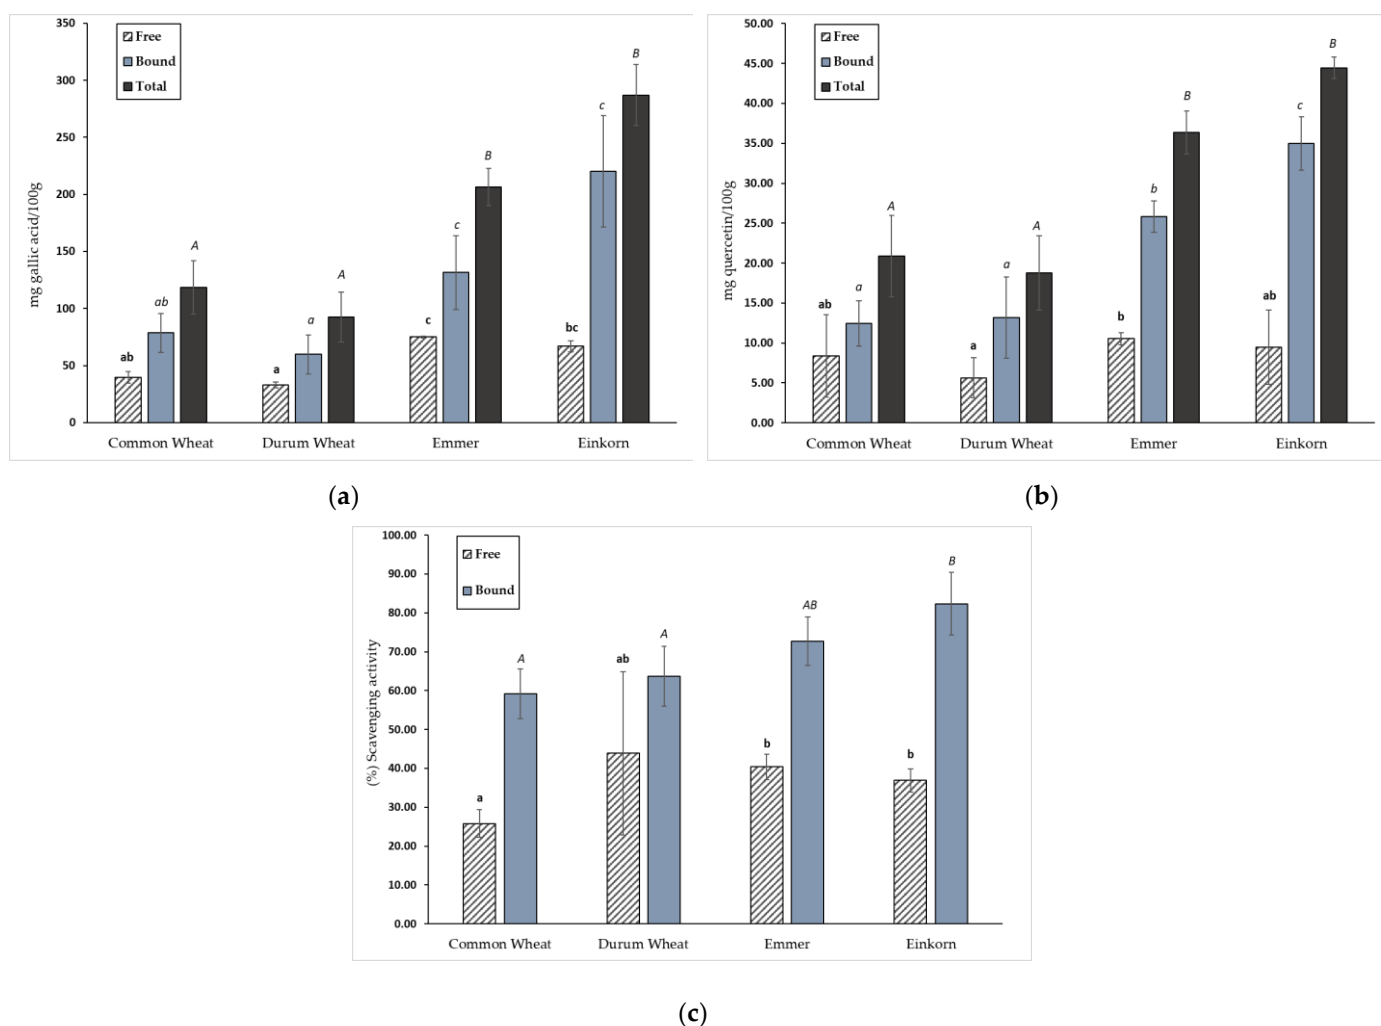 350
300
250
200
150
100
50
0
mg gallic acid/100g
Free
Bound
Total
ab
ab
A
a
a
A
c
c
B
bc
c
B
Common Wheat
Durum Wheat
Emmer
Einkorn
(a)
50.00
45.00
40.00
35.00
30.00
25.00
20.00
15.00
10.00
5.00
0.00
mg quercetin/100g
Free
Bound
Total
ab
a
A
a
a
A
b
b
B
ab
c
B
Common Wheat
Durum Wheat
Emmer
Einkorn
(b)
100.00
90.00
80.00
70.00
60.00
50.00
40.00
30.00
20.00
10.00
0.00
(%) Scavenging activity
Free
Bound
a
A
ab
A
b
AB
b
B
Common Wheat
Durum Wheat
Emmer
Einkorn
(c)